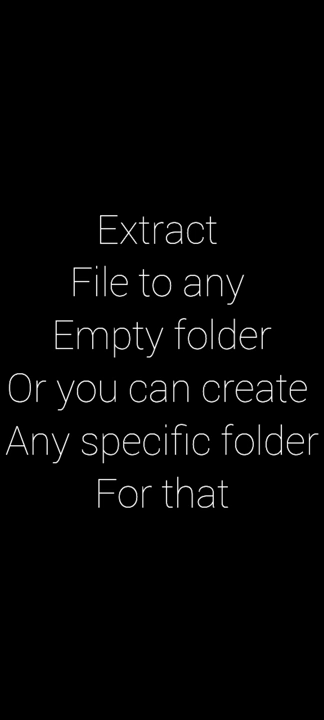 Extract
File to any
Empty folder
Or you can create
Any specific folder
For that